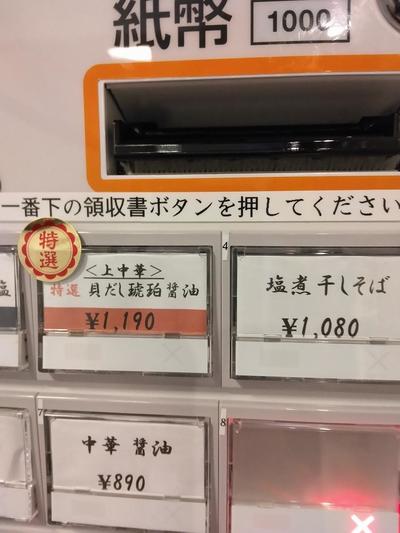 紙幣 1000
一番下の領収書ボタンを押してください
特選
4
塩
<上中華>
特選 貝だし琥珀醤油
¥1,190
塩煮干しそば
¥1,080
7
中華 醤油
¥890
8